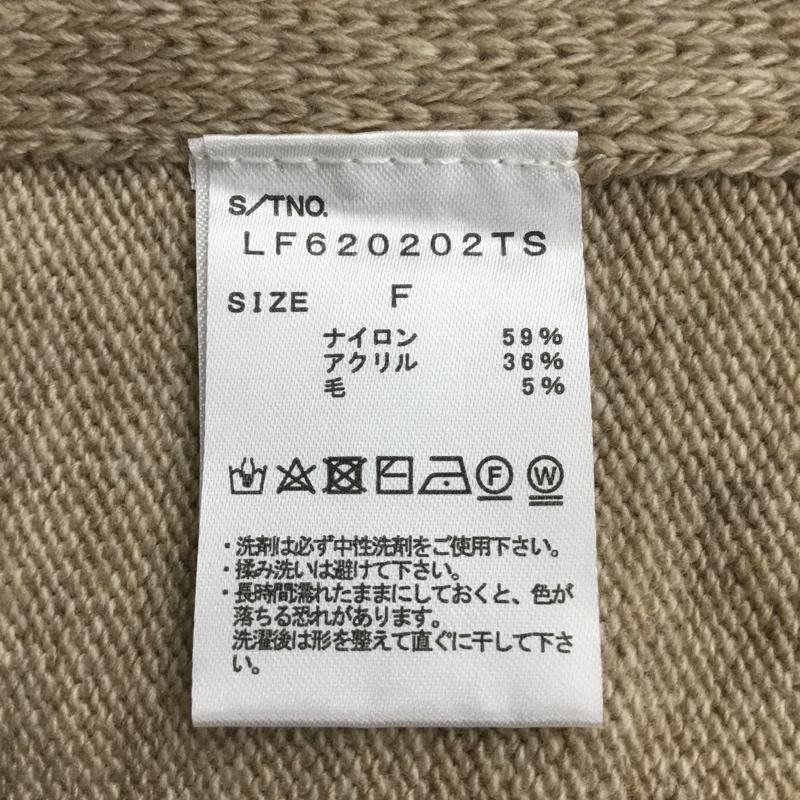 S/TNO.
LF620202TS
SIZE F
ナイロン 59%
アクリル 36%
毛 5%
F W
・洗剤は必ず中性洗剤をご使用下さい。
・揉み洗いは避けて下さい。
・長時間濡れたままにしておくと、色が
落ちる恐れがあります。
洗濯後は形を整えて直ぐに干して下さ
い。